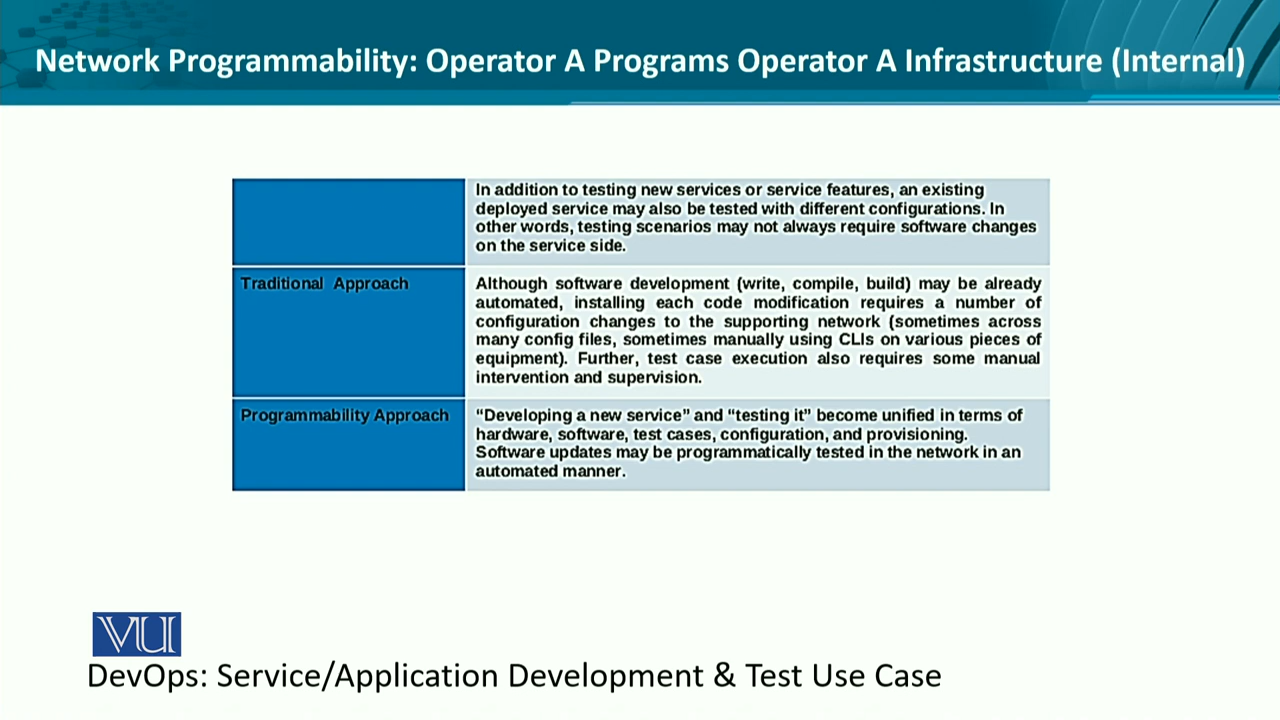 Network Programmability: Operator A Programs Operator A Infrastructure (Internal)
In addition to testing new services or service features, an existing
deployed service may also be tested with different configurations. In
other words, testing scenarios may not always require software changes
on the service side.
Traditional Approach
Although software development (write, compile, build) may be already
automated, installing each code modification requires a number of
configuration changes to the supporting network (sometimes across
many config files, sometimes manually using CLIs on various pieces of
equipment). Further, test case execution also requires some manual
intervention and supervision.
Programmability Approach
“Developing a new service” and “testing it” become unified in terms of
hardware, software, test cases, configuration, and provisioning.
Software updates may be programmatically tested in the network in an
automated manner.
VU
DevOps: Service/Application Development & Test Use Case